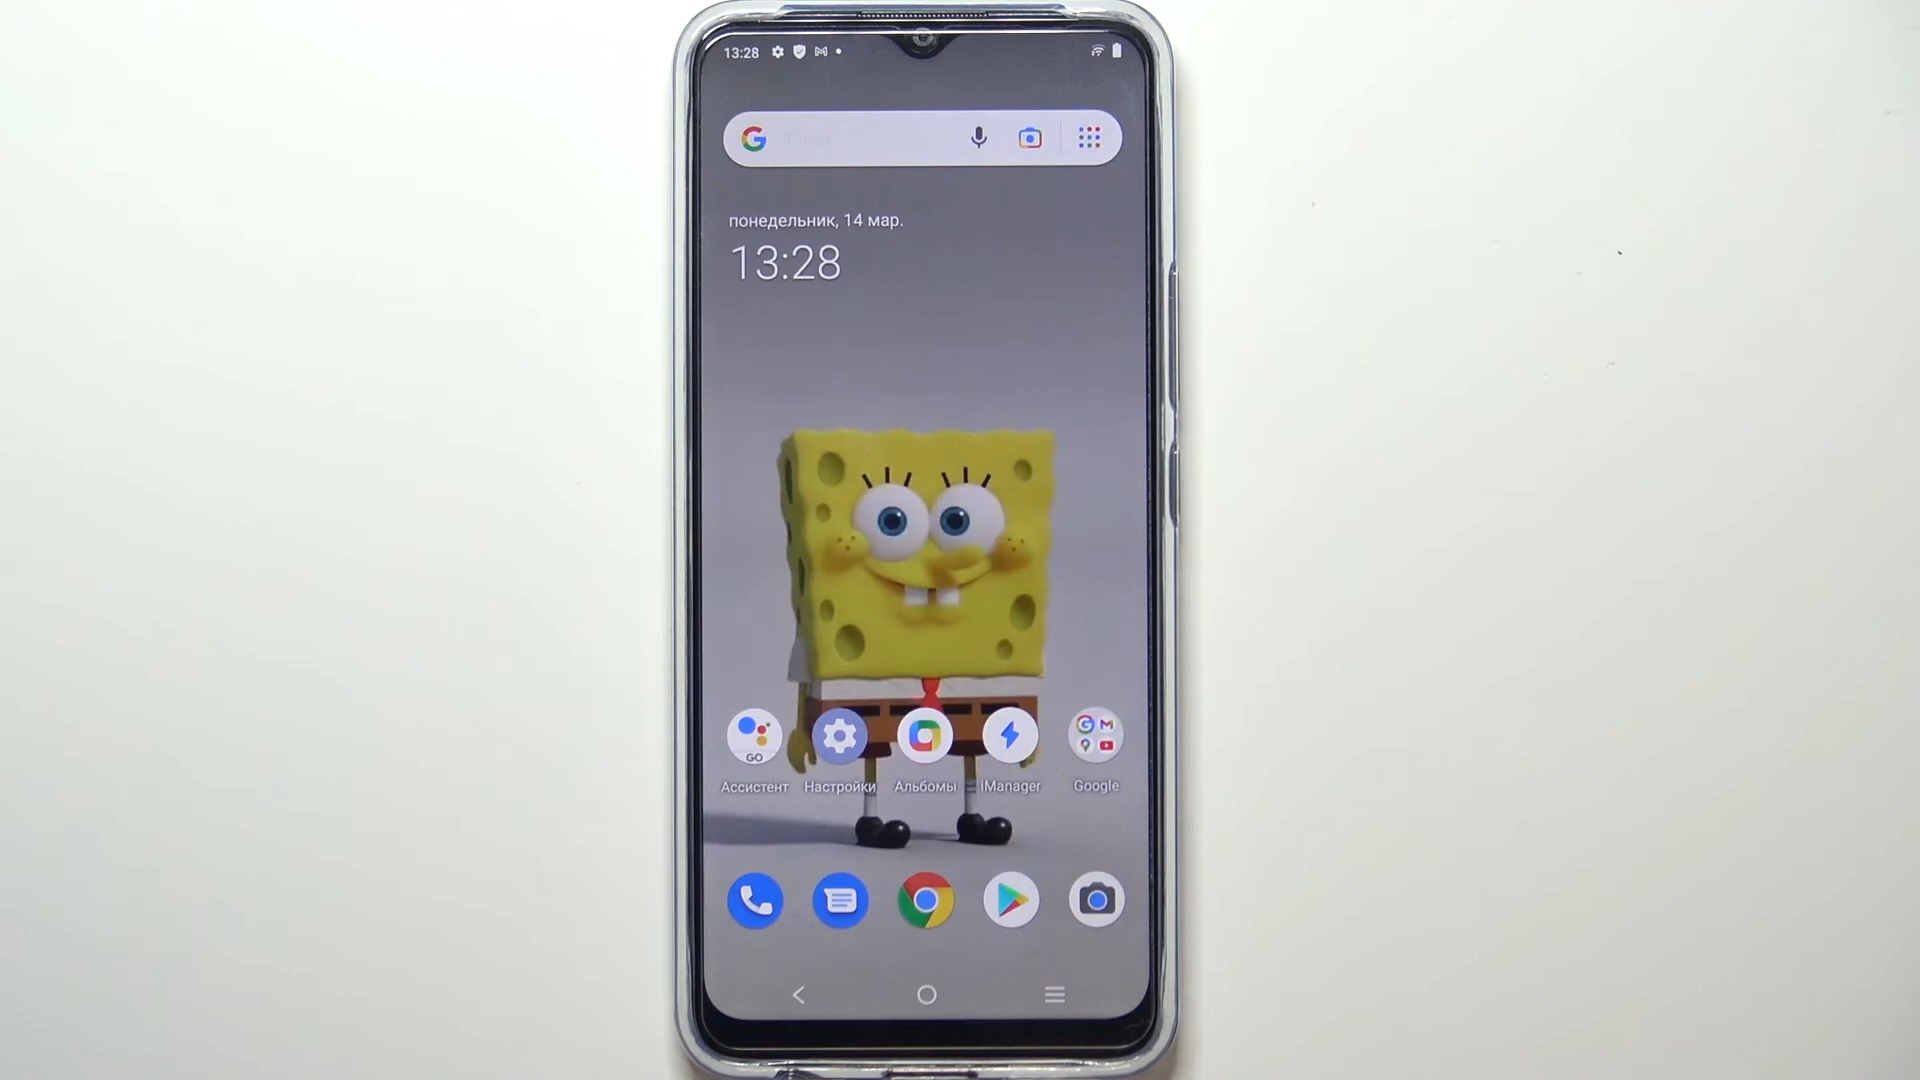 13:28
понедельник, 14 мар.
13:28
GO
Ассистент
Настройки
Альбомы
iManager
Google